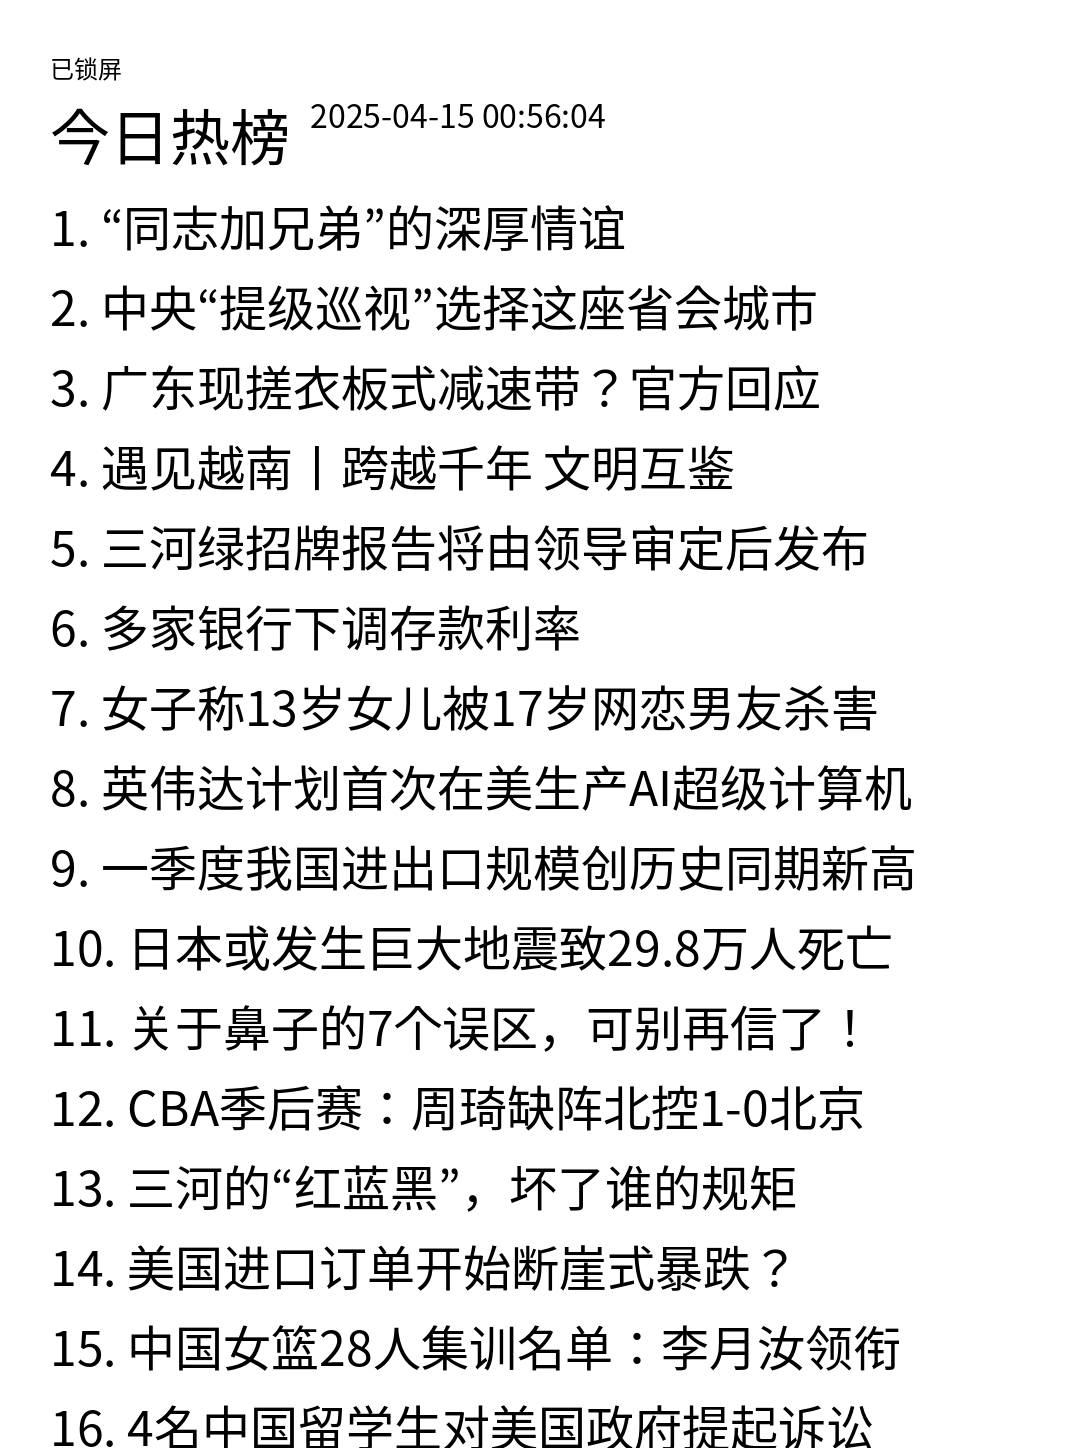 已锁屏
今日热榜 2025-04-15 00:56:04
1. “同志加兄弟”的深厚情谊
2. 中央“提级巡视”选择这座省会城市
3. 广东现搓衣板式减速带？官方回应
4. 遇见越南丨跨越千年 文明互鉴
5. 三河绿招牌报告将由领导审定后发布
6. 多家银行下调存款利率
7. 女子称13岁女儿被17岁网恋男友杀害
8. 英伟达计划首次在美生产AI超级计算机
9. 一季度我国进出口规模创历史同期新高
10. 日本或发生巨大地震致29.8万人死亡
11. 关于鼻子的7个误区，可别再信了！
12. CBA季后赛：周琦缺阵北控1-0北京
13. 三河的“红蓝黑”，坏了谁的规矩
14. 美国进口订单开始断崖式暴跌？
15. 中国女篮28人集训名单：李月汝领衔
16. 4名中国留学生对美国政府提起诉讼